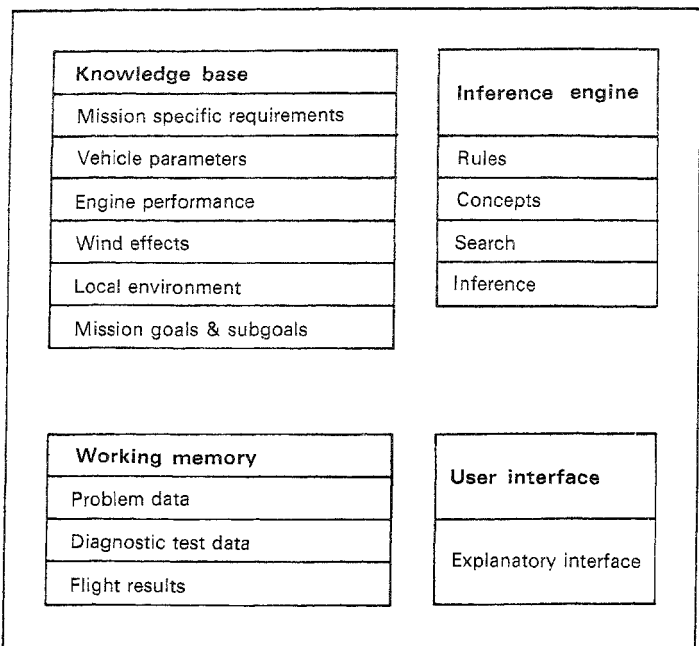 Knowledge base
Mission specific requirements
Vehicle parameters
Engine performance
Wind effects
Local environment
Mission goals & subgoals
Inference engine
Rules
Concepts
Search
Inference
Working memory
Problem data
Diagnostic test data
Flight results
User interface
Explanatory interface